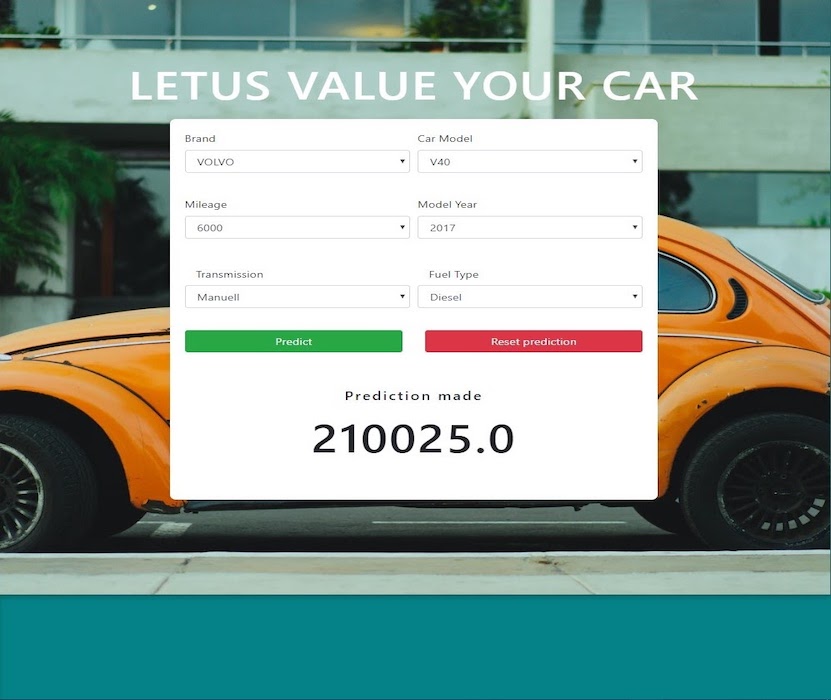 LETUS VALUE YOUR CAR
Brand
Car Model
VOLVO
V40
Mileage
Model Year
6000
2017
Transmission
Fuel Type
Manuell
Diesel
Predict
Reset prediction
Prediction made
210025.0